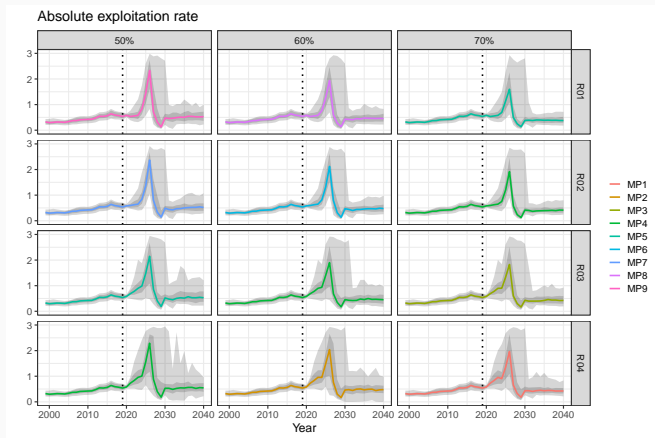 Absolute exploitation rate
50% 60% 70%
3
2
1
0
R01
3
2
1
0
R02
3
2
1
0
R03
3
2
1
0
R04
2000 2010 2020 2030 2040 2000 2010 2020 2030 2040 2000 2010 2020 2030 2040
Year
MP1
MP2
MP3
MP4
MP5
MP6
MP7
MP8
MP9